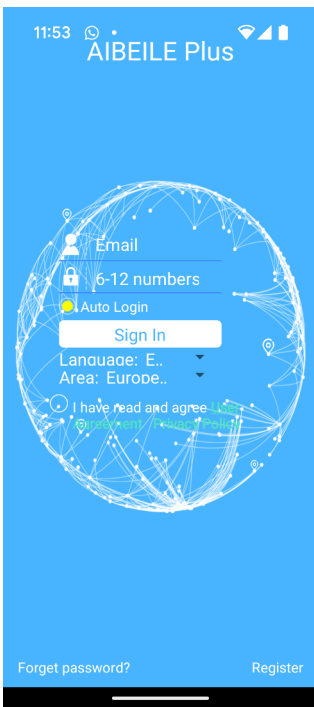 11:53
AIBEILE Plus
Email
6-12 numbers
Auto Login
Sign In
Language: E..
Area: Europe..
I have read and agree User
Agreement Privacy Policy
Forget password? Register